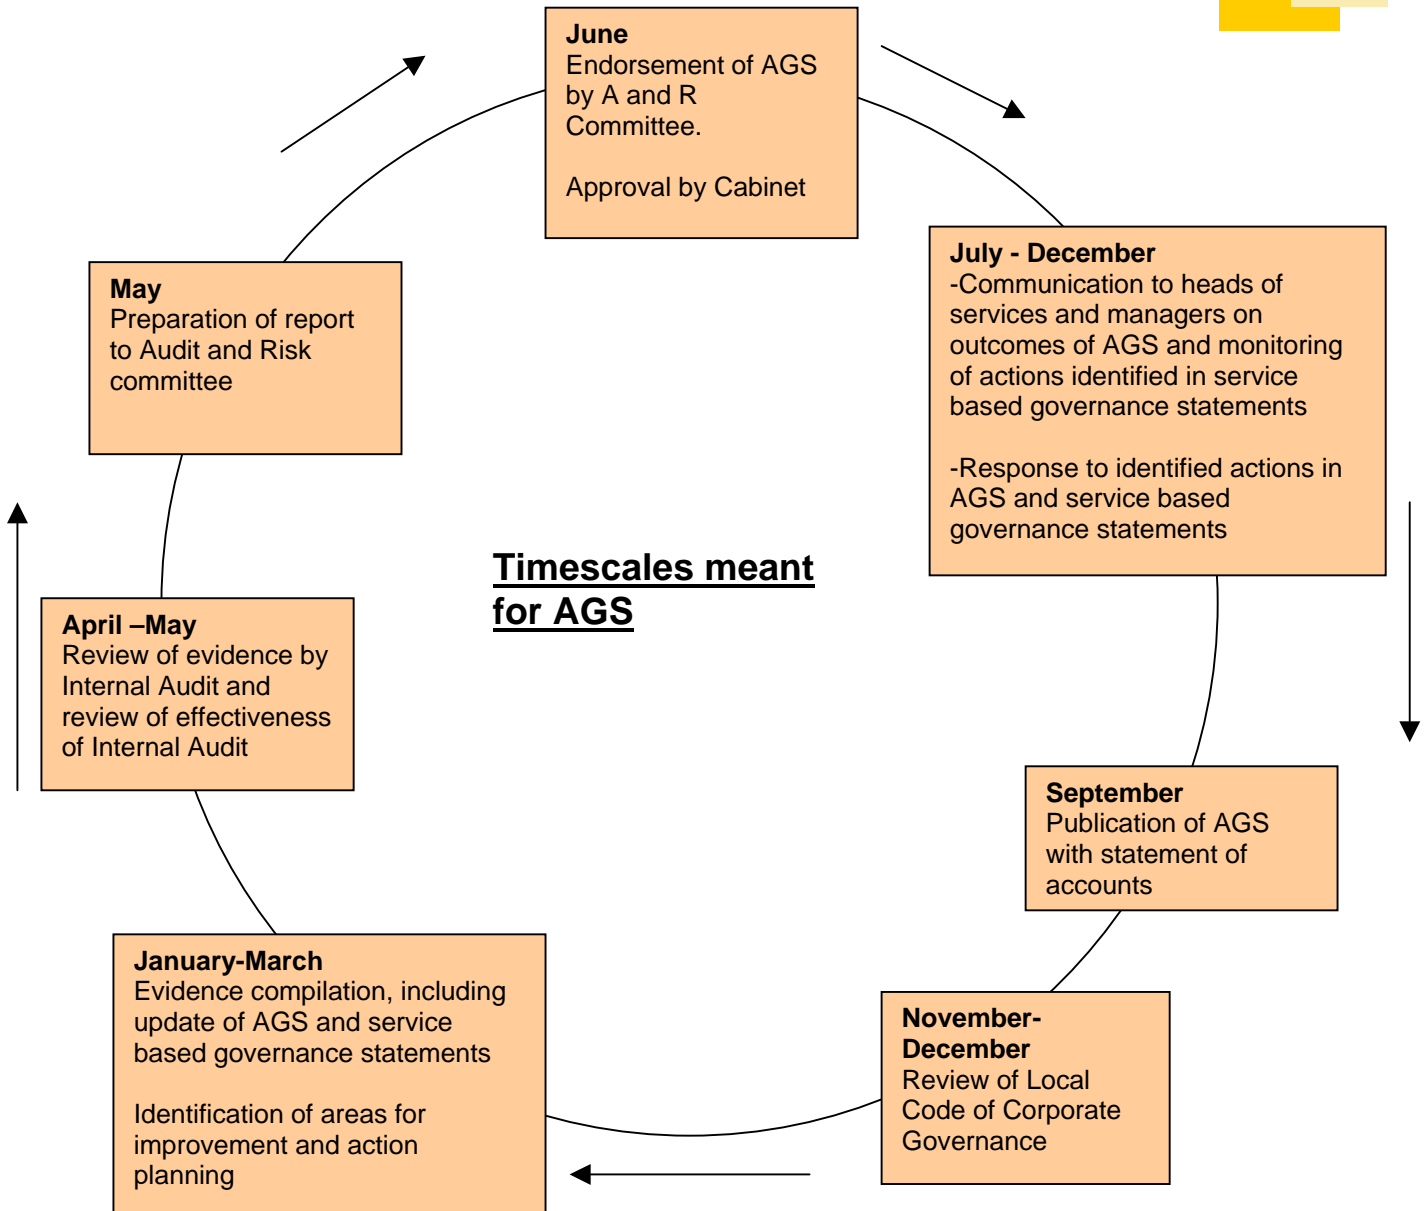 June
Endorsement of AGS
by A and R
Committee.
Approval by Cabinet
July - December
-Communication to heads of
services and managers on
outcomes of AGS and monitoring
of actions identified in service
based governance statements
-Response to identified actions in
AGS and service based
governance statements
May
Preparation of report
to Audit and Risk
committee
Timescales meant
for AGS
April –May
Review of evidence by
Internal Audit and
review of effectiveness
of Internal Audit
September
Publication of AGS
with statement of
accounts
January-March
Evidence compilation, including
update of AGS and service
based governance statements
Identification of areas for
improvement and action
planning
November-
December
Review of Local
Code of Corporate
Governance